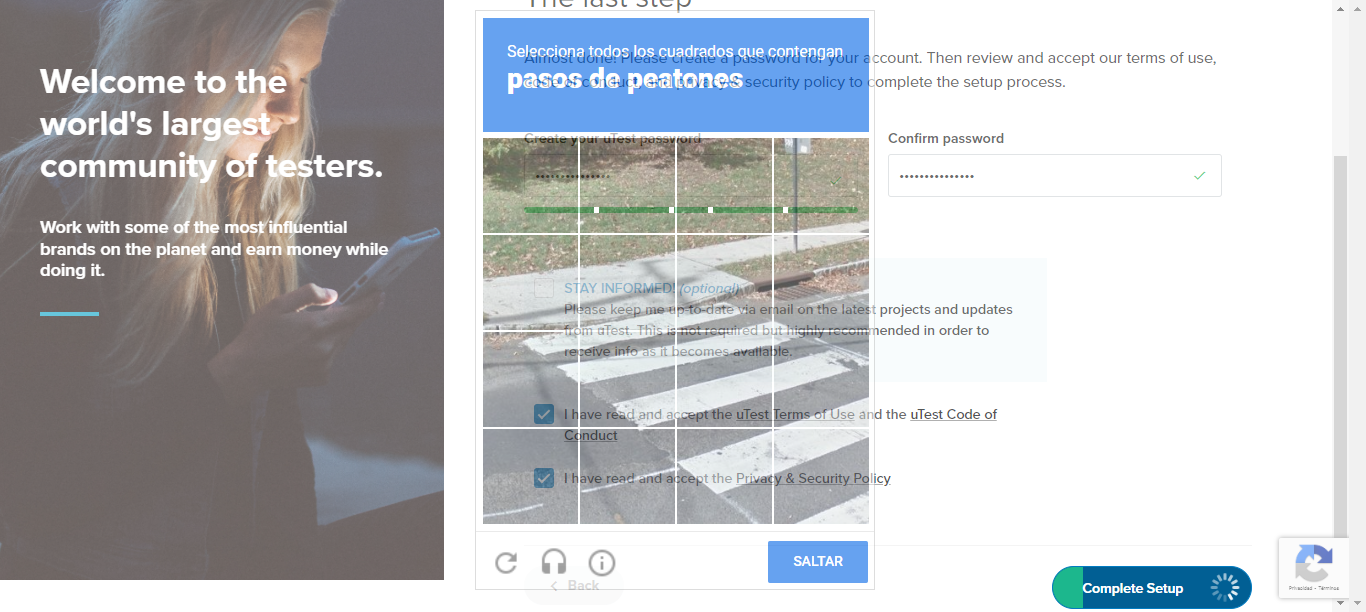 The last step
Welcome to the
world's largest
community of testers.
Work with some of the most influential
brands on the planet and earn money while
doing it.
Selecciona todos los cuadrados que contengan
pasos de peatones
Almost done! Please create a password for your account. Then review and accept our terms of use,
code of conduct, and privacy & security policy to complete the setup process.
Create your uTest password
Confirm password
STAY INFORMED! (optional)
Please keep me up-to-date via email on the latest projects and updates
from uTest. This is not required but highly recommended in order to
receive info as it becomes available.
I have read and accept the uTest Terms of Use and the uTest Code of
Conduct
I have read and accept the Privacy & Security Policy
SALTAR
Back
Complete Setup
Privacidad - Términos